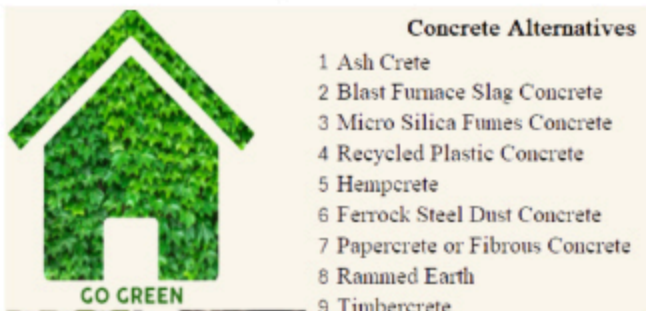 Concrete Alternatives
1 Ash Crete
2 Blast Furnace Slag Concrete
3 Micro Silica Fumes Concrete
4 Recycled Plastic Concrete
5 Hempcrete
6 Ferrock Steel Dust Concrete
7 Papercrete or Fibrous Concrete
8 Rammed Earth
9 Timbercrete
GO GREEN